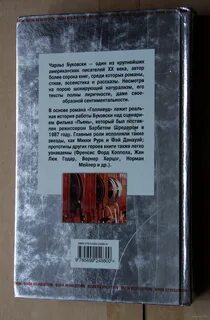 Чарльз Буковски – один из крупнейших
американских писателей XX века, автор
более сорока книг, среди которых романы,
стихи, эссеистика и рассказы. Несмотря
на порою шокирующий натурализм, его
тексты полны лиричности, даже свое-
образной сентиментальности.
В основе романа «Голливуд» лежит реаль-
ная история работы Буковски над сценари-
ем фильма «Пьянь», который был постав-
лен режиссером Барбетом Шредером в
1987 году. Главные роли исполнили такие
звезды, как Микки Рурк и Фэй Данауэй;
прототипы других героев книги также легко
узнаваемы (Френсис Форд Коппола, Жан
Люк Годар, Вернер Херцог, Норман
Мейлер и др.).